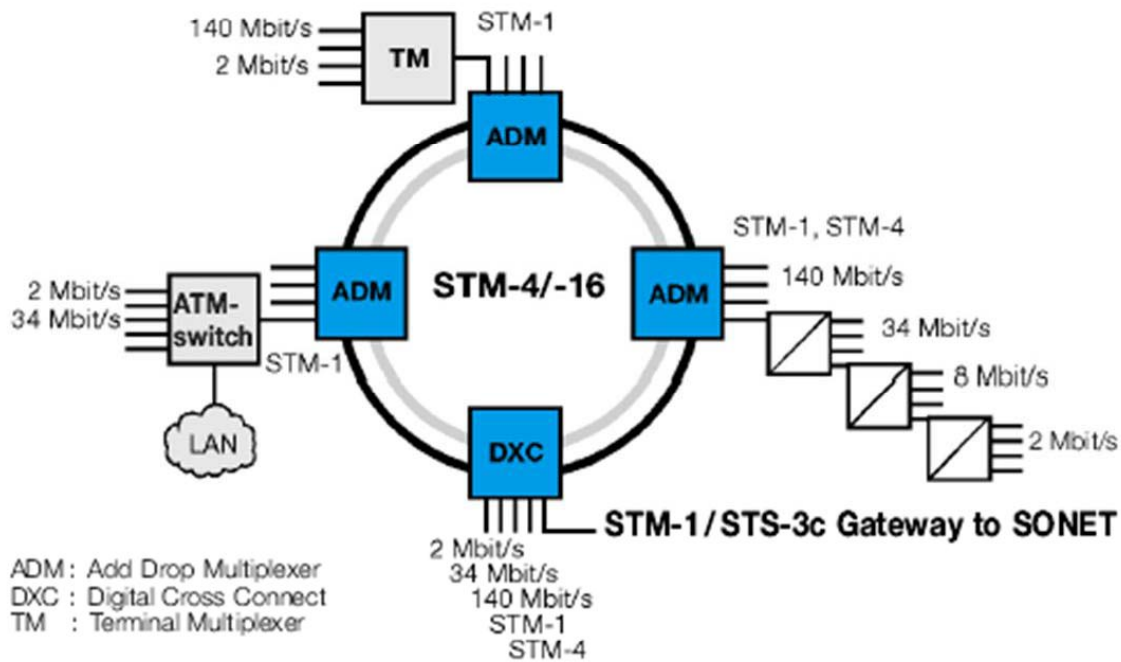 140 Mbit/s
2 Mbit/s
TM
STM-1
ADM
STM-1, STM-4
140 Mbit/s
ADM
STM-4/-16
ADM
2 Mbit/s
34 Mbit/s
ATM-
switch
STM-1
LAN
34 Mbit/s
8 Mbit/s
2 Mbit/s
DXC
STM-1/STS-3c Gateway to SONET
2 Mbit/s
34 Mbit/s
140 Mbit/s
STM-1
STM-4
ADM : Add Drop Multiplexer
DXC : Digital Cross Connect
TM : Terminal Multiplexer